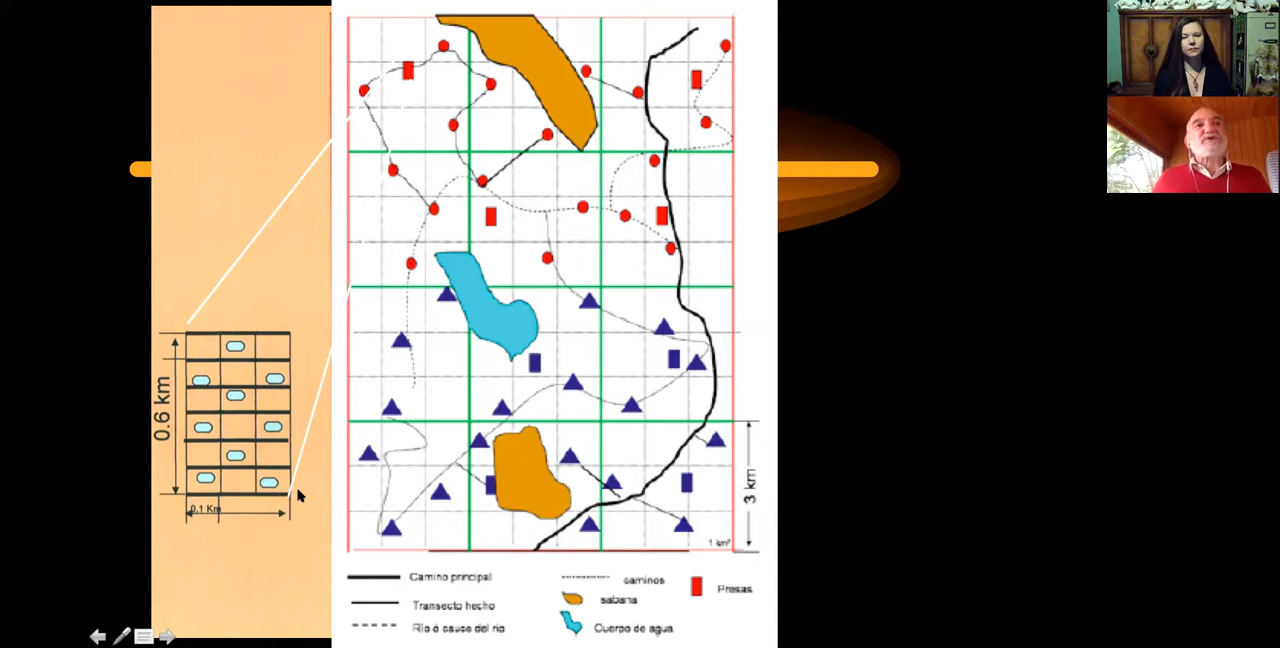 0.6 km
0.1 Km
3 km
1 km²
Camino principal
Transecto hecho
Río ó cause del rio
caminos
sabana
Cuerpo de agua
Presas